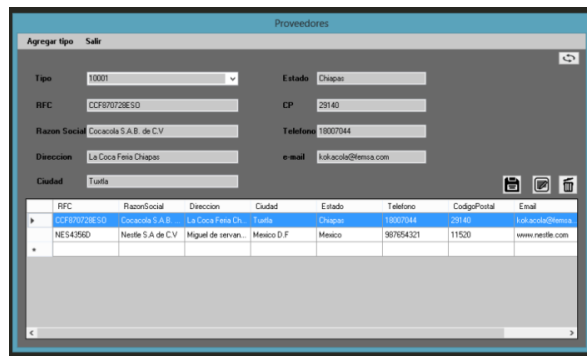 Proveedores
Agregar tipo Salir
Tipo 10001 Estado Chiapas
RFC CCF870728ESO CP 29140
Razon Social Cocacola S.A.B. de C.V Telefono 18007044
Direccion La Coca Feria Chiapas e-mail kokacola@femsa.com
Ciudad Tuxtla
RFC RazonSocial Direccion Ciudad Estado Telefono CodigoPostal Email
CCF870728ESO Cocacola S.A.B. ... La Coca Feria Ch... Tuxtla Chiapas 18007044 29140 kokacola@femsa...
NES4356D Nestle S.A de C.V Miguel de servan... Mexico D.F Mexico 987654321 11520 www.nestle.com